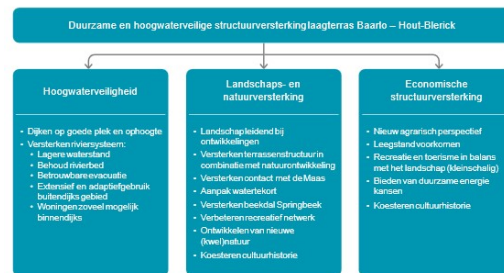 Duurzame en hoogwaterveilige structuurversterking laagterras Baarlo – Hout-Blerick
Hoogwaterveiligheid
• Dijken op goede plek en ophoogte
• Versterken riviersysteem:
• Lagere waterstand
• Behoud rivierbed
• Betrouwbare evacuatie
• Extensief en adaptief gebruik
buitendijks gebied
• Woningen zoveel mogelijk
binnendijks
Landschaps- en
natuurversterking
• Landschap leidend bij
ontwikkelingen
• Versterken terrassenstructuur in
combinatie met natuurontwikkeling
• Versterken contact met de Maas
• Aanpak watertekort
• Versterken beekdal Springbeek
• Verbeteren recreatief netwerk
• Ontwikkelen van nieuwe
(kwel)natuur
• Koesteren cultuurhistorie
Economische
structuurversterking
• Nieuw agrarisch perspectief
• Leegstand voorkomen
• Recreatie en toerisme in balans
met het landschap (kleinschalig)
• Bieden van duurzame energie
kansen
• Koesteren cultuurhistorie